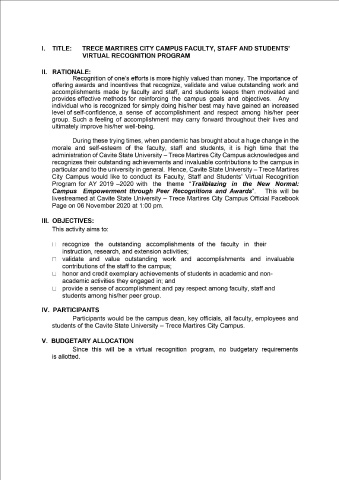 I. TITLE: TRECE MARTIRES CITY CAMPUS FACULTY, STAFF AND STUDENTS'
VIRTUAL RECOGNITION PROGRAM
II. RATIONALE:
Recognition of one's efforts is more highly valued than money. The importance of
offering awards and incentives that recognize, validate and value outstanding work and
accomplishments made by faculty and staff, and students keeps them motivated and
provides effective methods for reinforcing the campus goals and objectives. Any
individual who is recognized for simply doing his/her best may have gained an increased
level of self-confidence, a sense of accomplishment and respect among his/her peer
group. Such a feeling of accomplishment may carry forward throughout their lives and
ultimately improve his/her well-being.
During these trying times, when pandemic has brought about a huge change in the
morale and self-esteem of the faculty, staff and students, it is high time that the
administration of Cavite State University – Trece Martires City Campus acknowledges and
recognizes their outstanding achievements and invaluable contributions to the campus in
particular and to the university in general. Hence, Cavite State University – Trece Martires
City Campus would like to conduct its Faculty, Staff and Students' Virtual Recognition
Program for AY 2019 –2020 with the theme "Trailblazing in the New Normal:
Campus Empowerment through Peer Recognitions and Awards". This will be
livestreamed at Cavite State University – Trece Martires City Campus Official Facebook
Page on 06 November 2020 at 1:00 pm.
III. OBJECTIVES:
This activity aims to:
□ recognize the outstanding accomplishments of the faculty in their
instruction, research, and extension activities;
□ validate and value outstanding work and accomplishments and invaluable
contributions of the staff to the campus;
□ honor and credit exemplary achievements of students in academic and non-
academic activities they engaged in; and
□ provide a sense of accomplishment and pay respect among faculty, staff and
students among his/her peer group.
IV. PARTICIPANTS
Participants would be the campus dean, key officials, all faculty, employees and
students of the Cavite State University – Trece Martires City Campus.
V. BUDGETARY ALLOCATION
Since this will be a virtual recognition program, no budgetary requirements
is allotted.